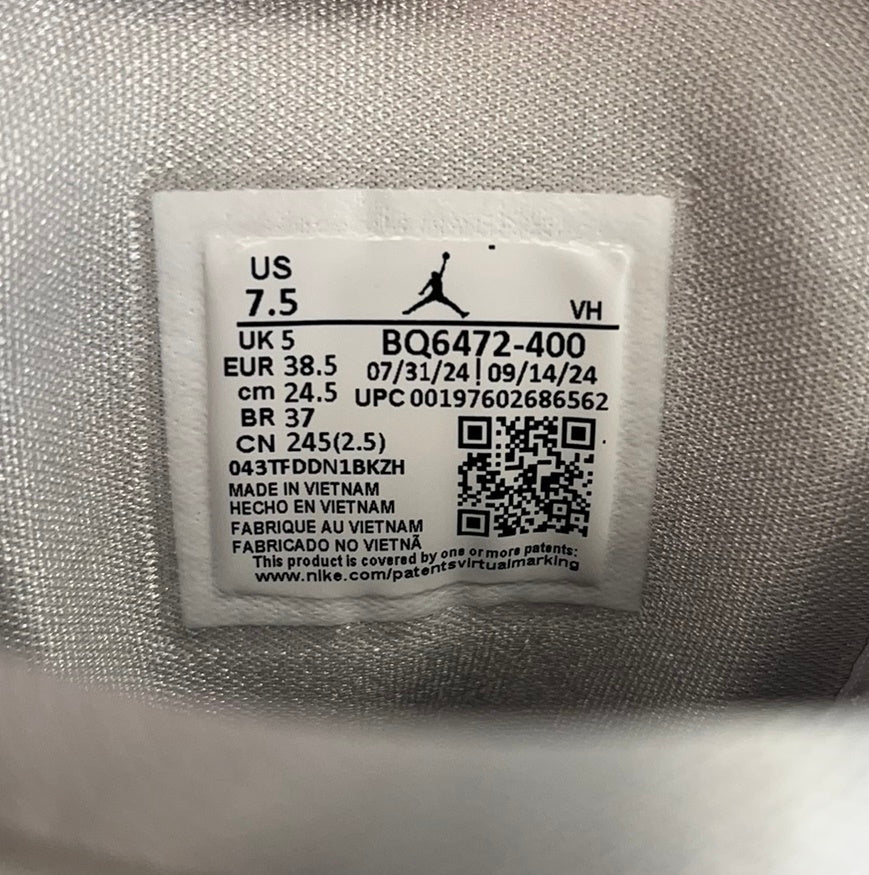 US
7.5
VH
UK 5
BQ6472-400
EUR 38.5
07/31/24 | 09/14/24
cm 24.5
UPC 00197602686562
BR 37
CN 245(2.5)
043TFDDN1BKZH
MADE IN VIETNAM
HECHO EN VIETNAM
FABRIQUE AU VIETNAM
FABRICADO NO VIETNÃ
This product is covered by one or more patents:
www.nike.com/patentsvirtualmarking